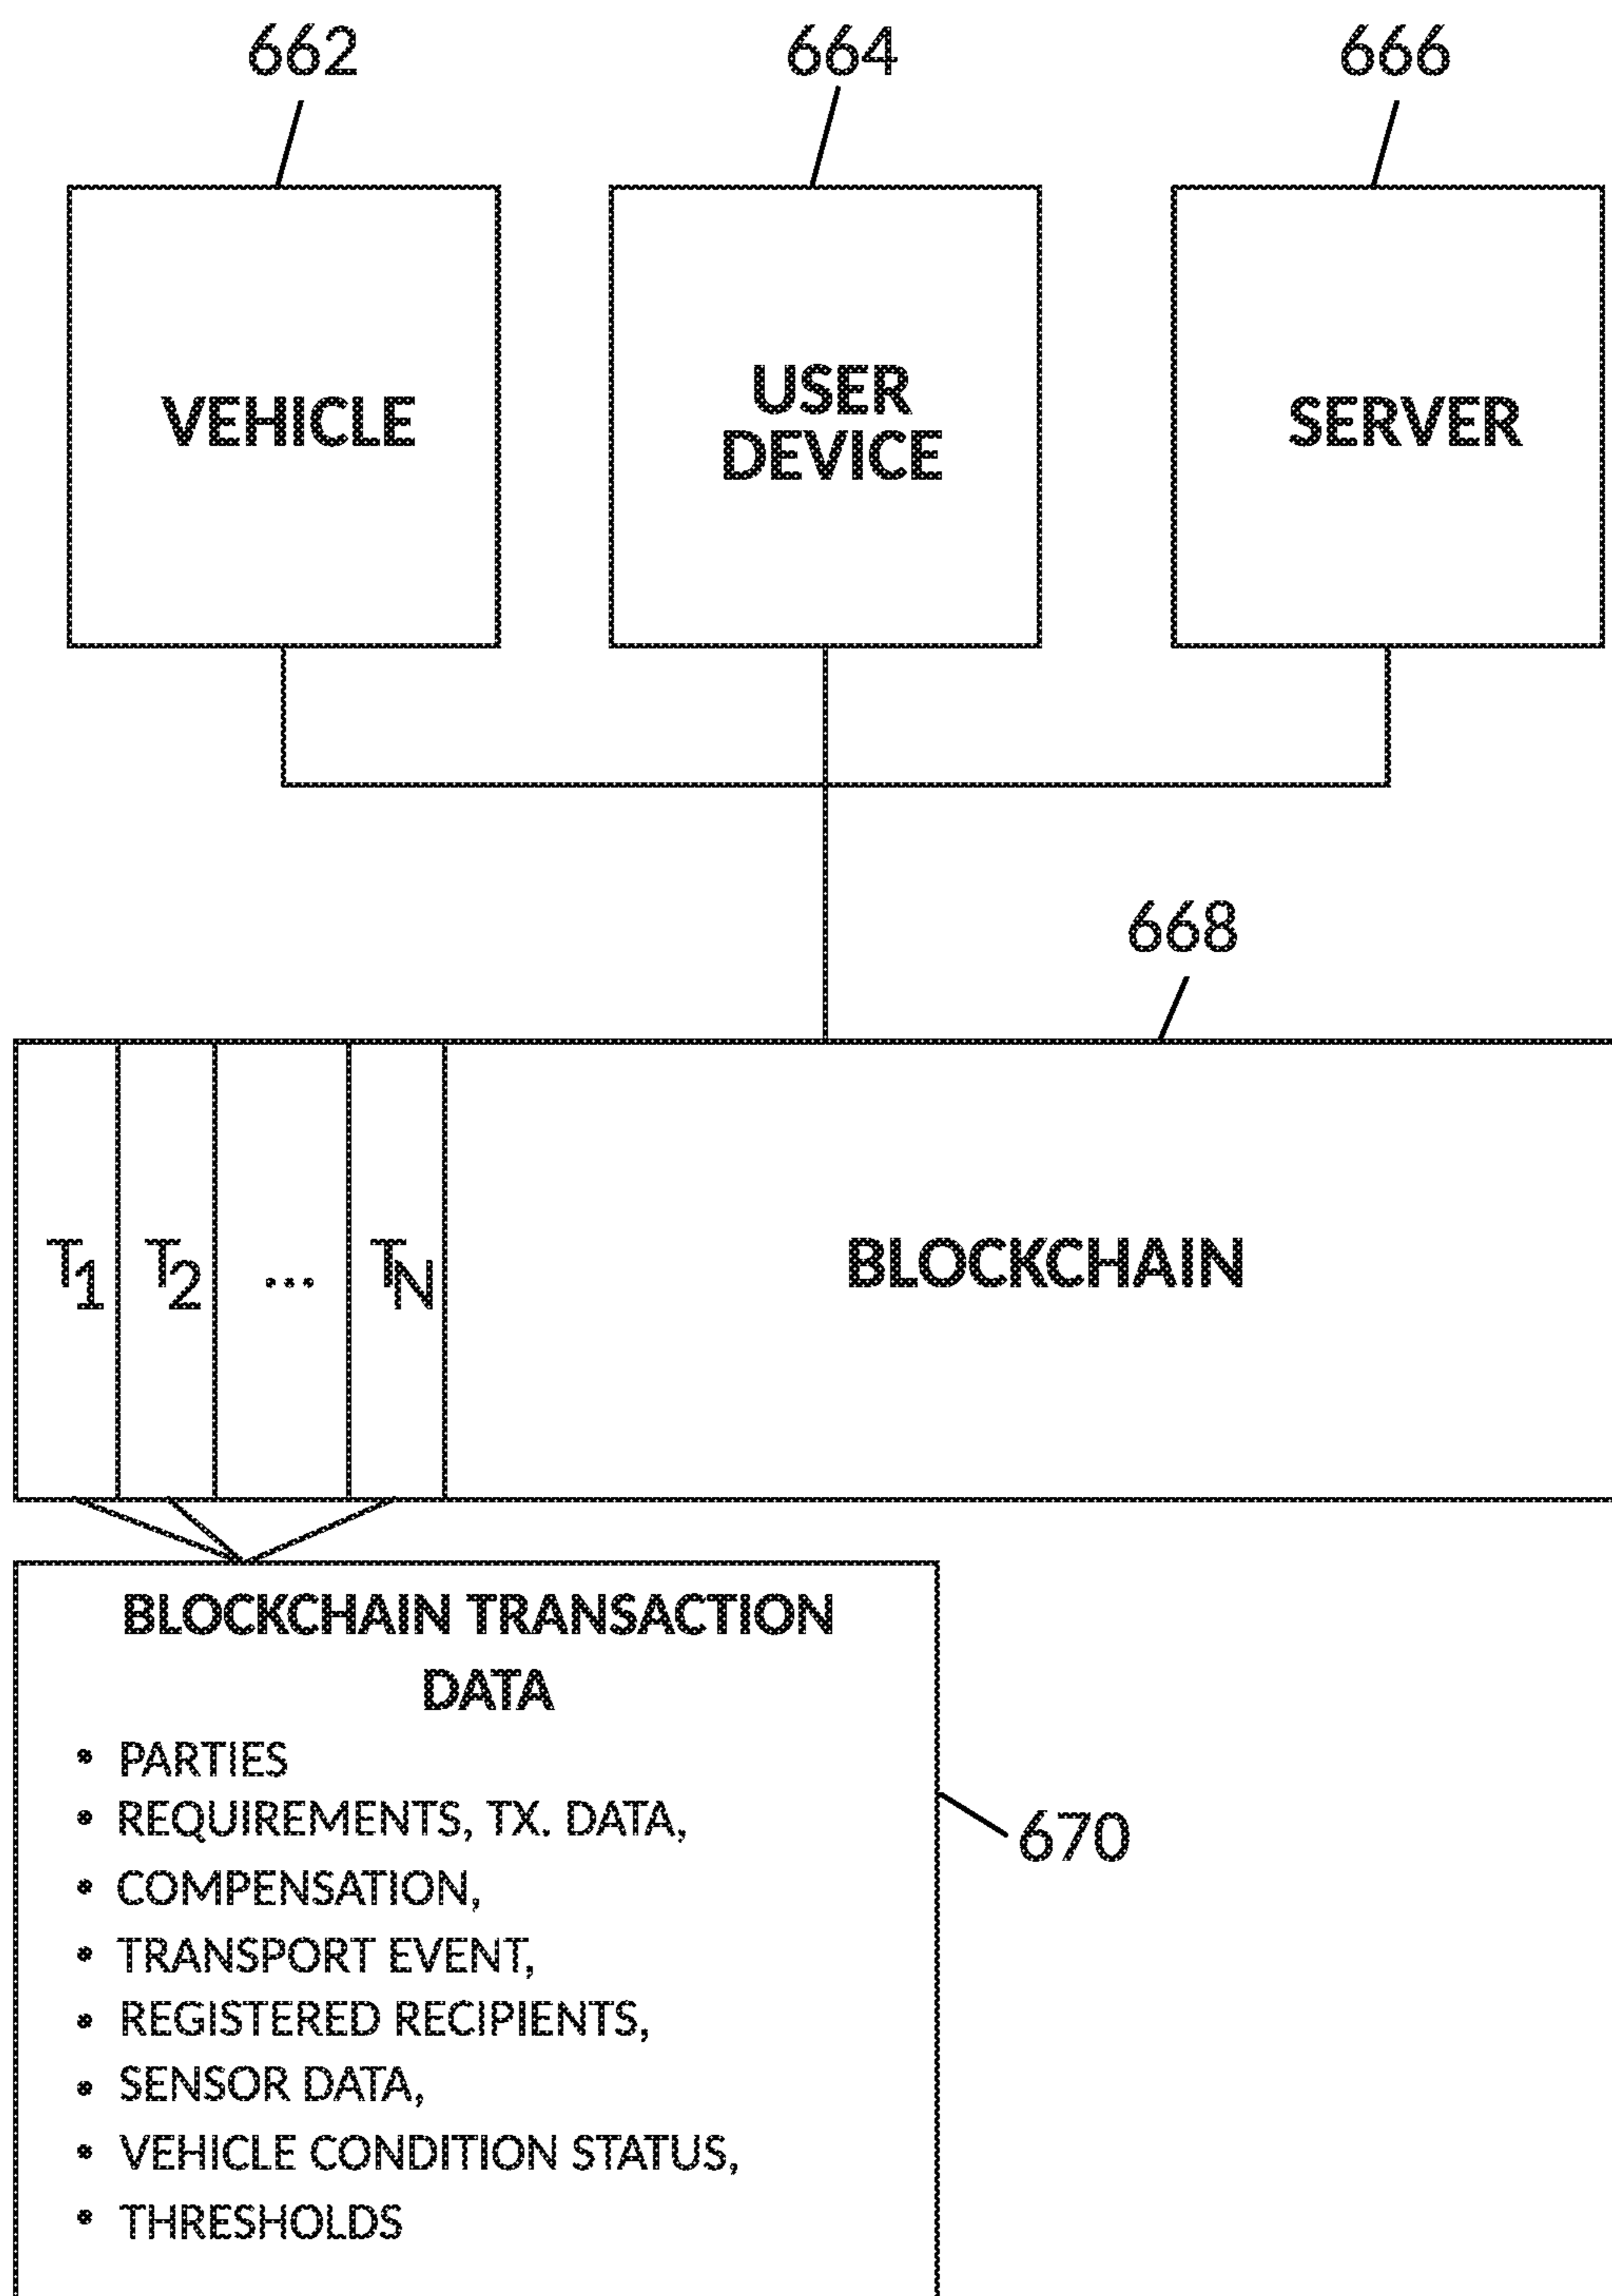 662 664 666
VEHICLE USER DEVICE SERVER
668
T1 T2 ... TN BLOCKCHAIN
BLOCKCHAIN TRANSACTION
DATA
• PARTIES
• REQUIREMENTS, TX. DATA,
• COMPENSATION,
• TRANSPORT EVENT,
• REGISTERED RECIPIENTS,
• SENSOR DATA,
• VEHICLE CONDITION STATUS,
• THRESHOLDS
670